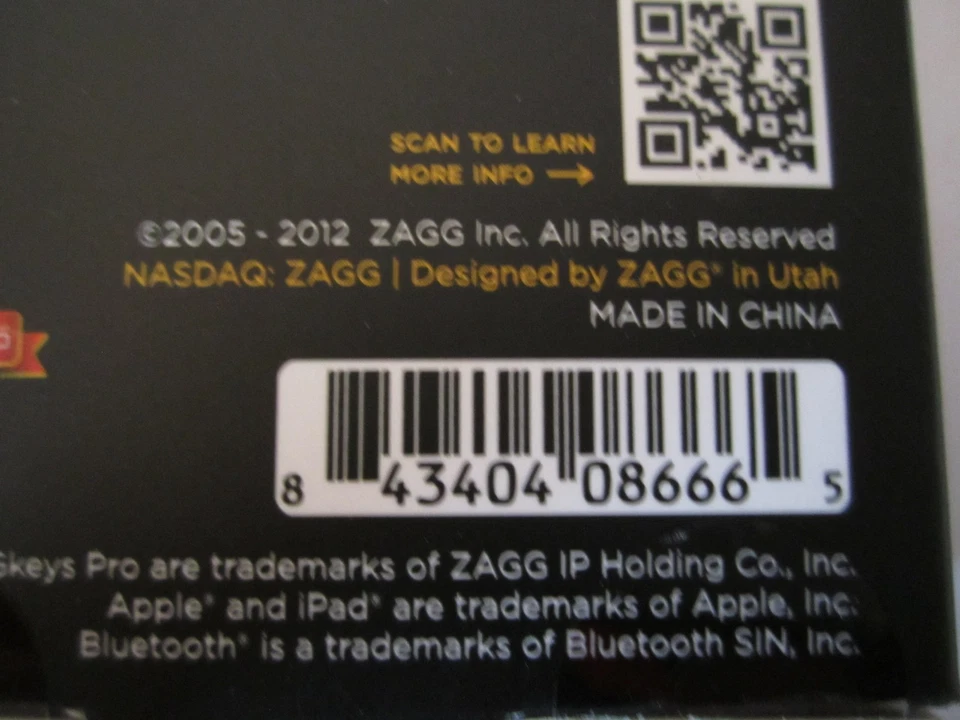 SCAN TO LEARN
MORE INFO →
©2005 - 2012 ZAGG Inc. All Rights Reserved
NASDAQ: ZAGG | Designed by ZAGG® in Utah
MADE IN CHINA
8 43404 08666 5
Gkeys Pro are trademarks of ZAGG IP Holding Co., Inc.
Apple® and iPad® are trademarks of Apple, Inc.
Bluetooth® is a trademarks of Bluetooth SIN, Inc.